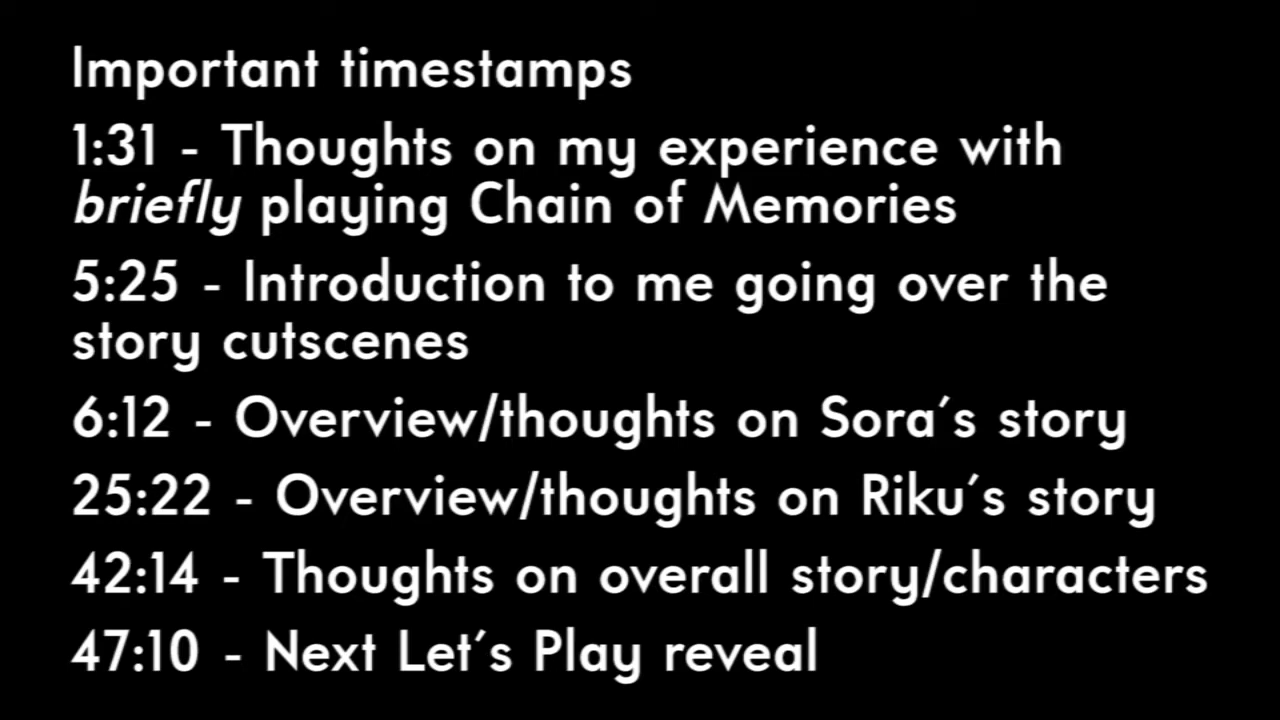 Important timestamps
1:31 - Thoughts on my experience with
briefly playing Chain of Memories
5:25 - Introduction to me going over the
story cutscenes
6:12 - Overview/thoughts on Sora's story
25:22 - Overview/thoughts on Riku's story
42:14 - Thoughts on overall story/characters
47:10 - Next Let's Play reveal